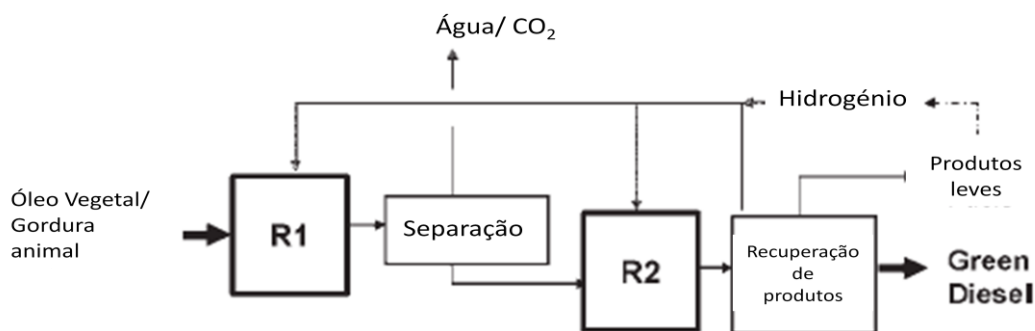 Água/ CO₂
Hidrogénio
Óleo Vegetal/
Gordura
animal
R1
Separação
R2
Recuperação
de
produtos
Produtos
leves
Green
Diesel